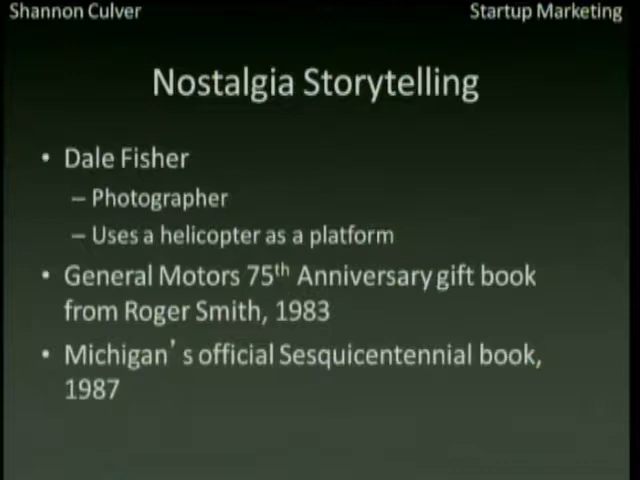 Shannon Culver
Startup Marketing
Nostalgia Storytelling
• Dale Fisher
– Photographer
– Uses a helicopter as a platform
• General Motors 75th Anniversary gift book
from Roger Smith, 1983
• Michigan's official Sesquicentennial book,
1987